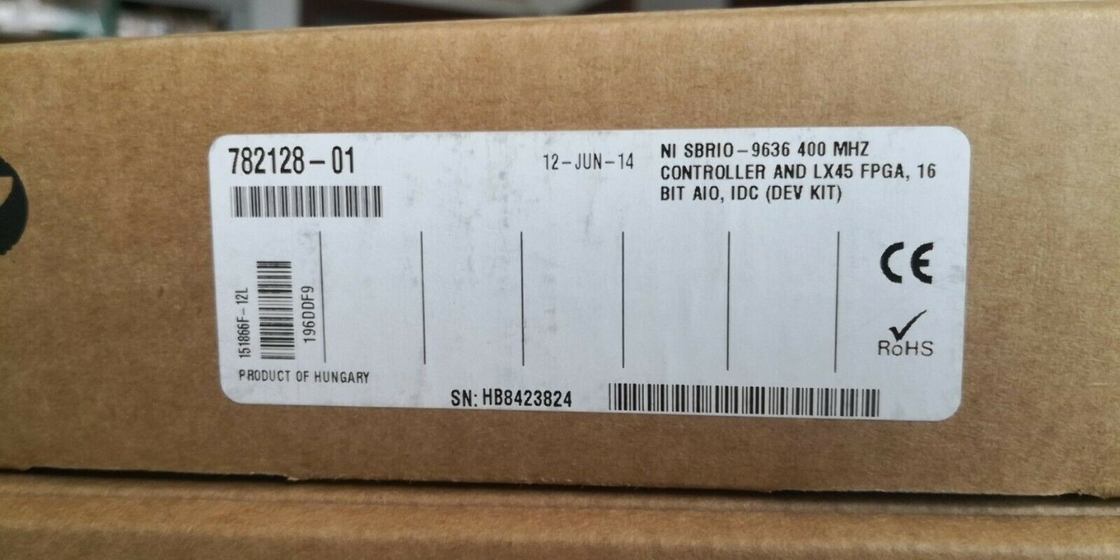 782128-01
12-JUN-14
NI SBRIO-9636 400 MHZ
CONTROLLER AND LX45 FPGA, 16
BIT AIO, IDC (DEV KIT)
151866F-12L
196DDF9
CE
RoHS
PRODUCT OF HUNGARY
SN: HB8423824